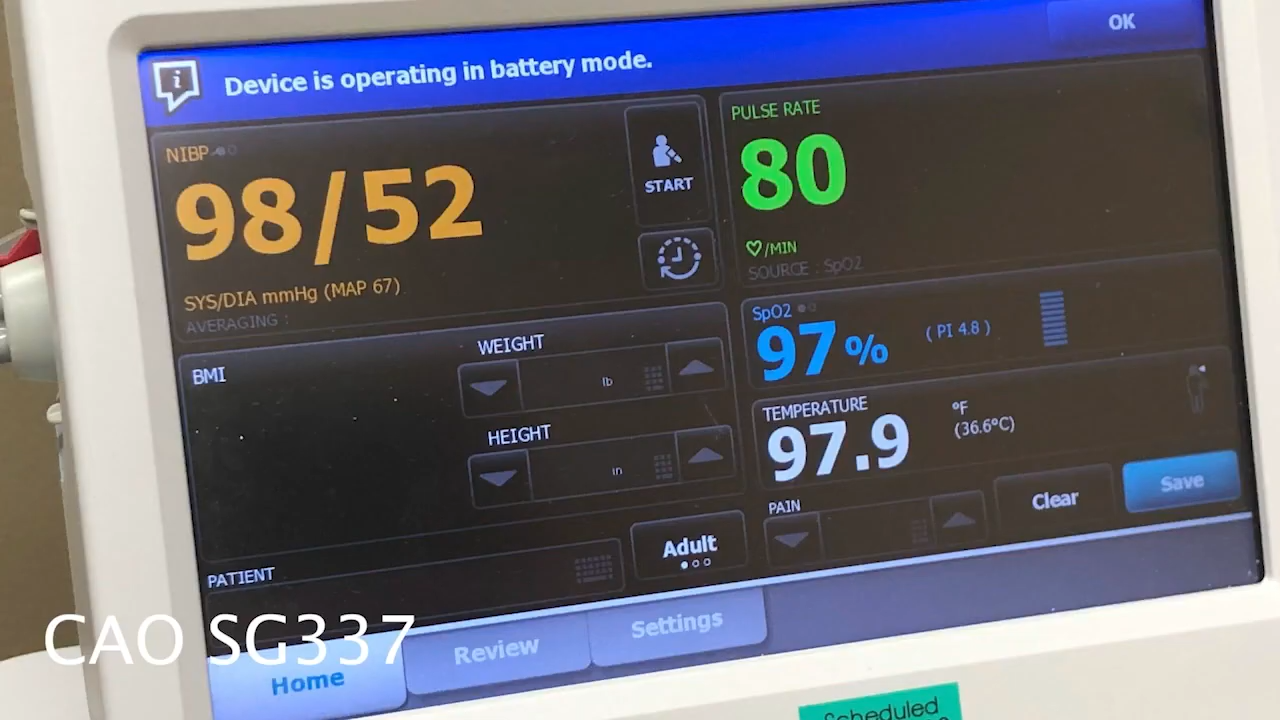 Device is operating in battery mode.
OK
NIBP
98/52
START
SYS/DIA mmHg (MAP 67)
AVERAGING :
PULSE RATE
80
♡/MIN
SOURCE : SpO2
SpO2
97 %
( PI 4.8 )
BMI
WEIGHT
lb
HEIGHT
in
TEMPERATURE
97.9
°F
(36.6°C)
PAIN
Clear
Save
PATIENT
Adult
Home
Review
Settings
CAO SG337
Scheduled